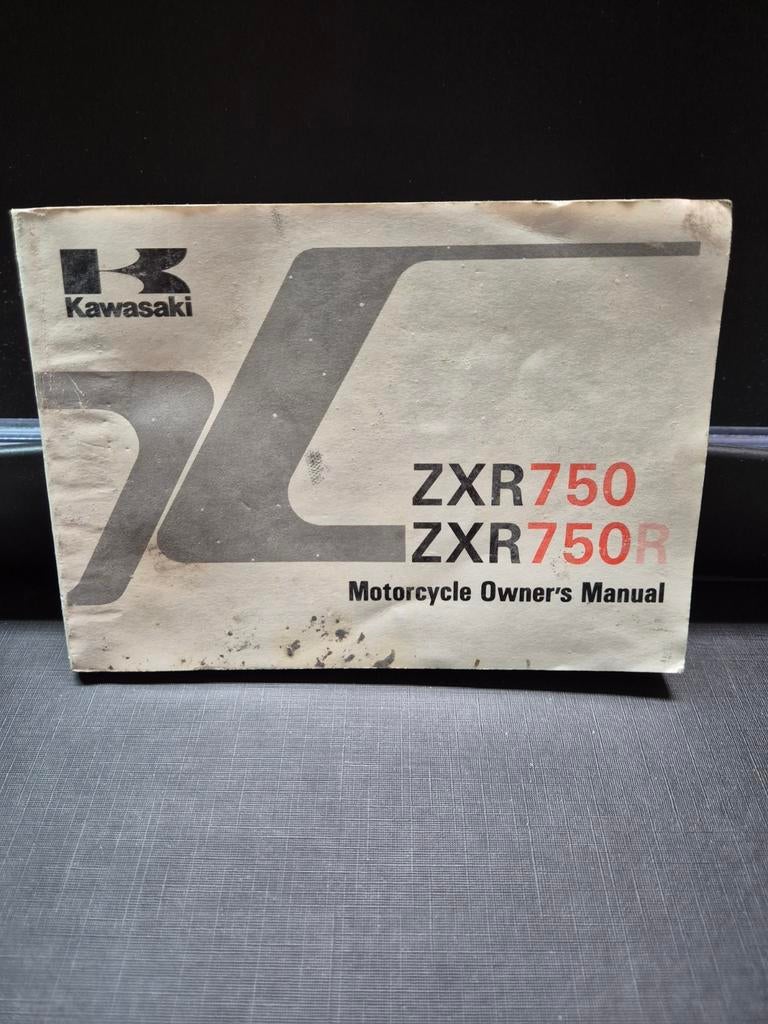 Kawasaki
ZXR750
ZXR750R
Motorcycle Owner's Manual